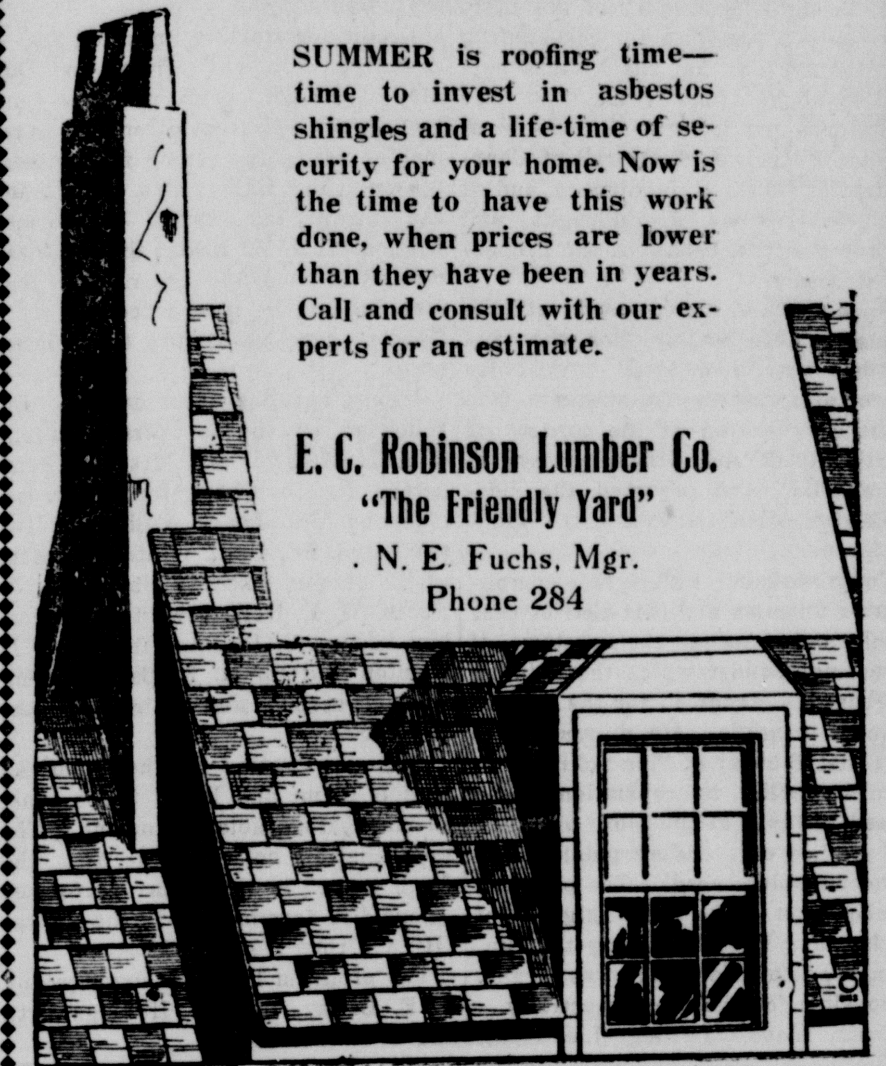 SUMMER is roofing time—
time to invest in asbestos
shingles and a life-time of se-
curity for your home. Now is
the time to have this work
done, when prices are lower
than they have been in years.
Call and consult with our ex-
perts for an estimate.
E. C. Robinson Lumber Co.
"The Friendly Yard"
. N. E. Fuchs, Mgr.
Phone 284